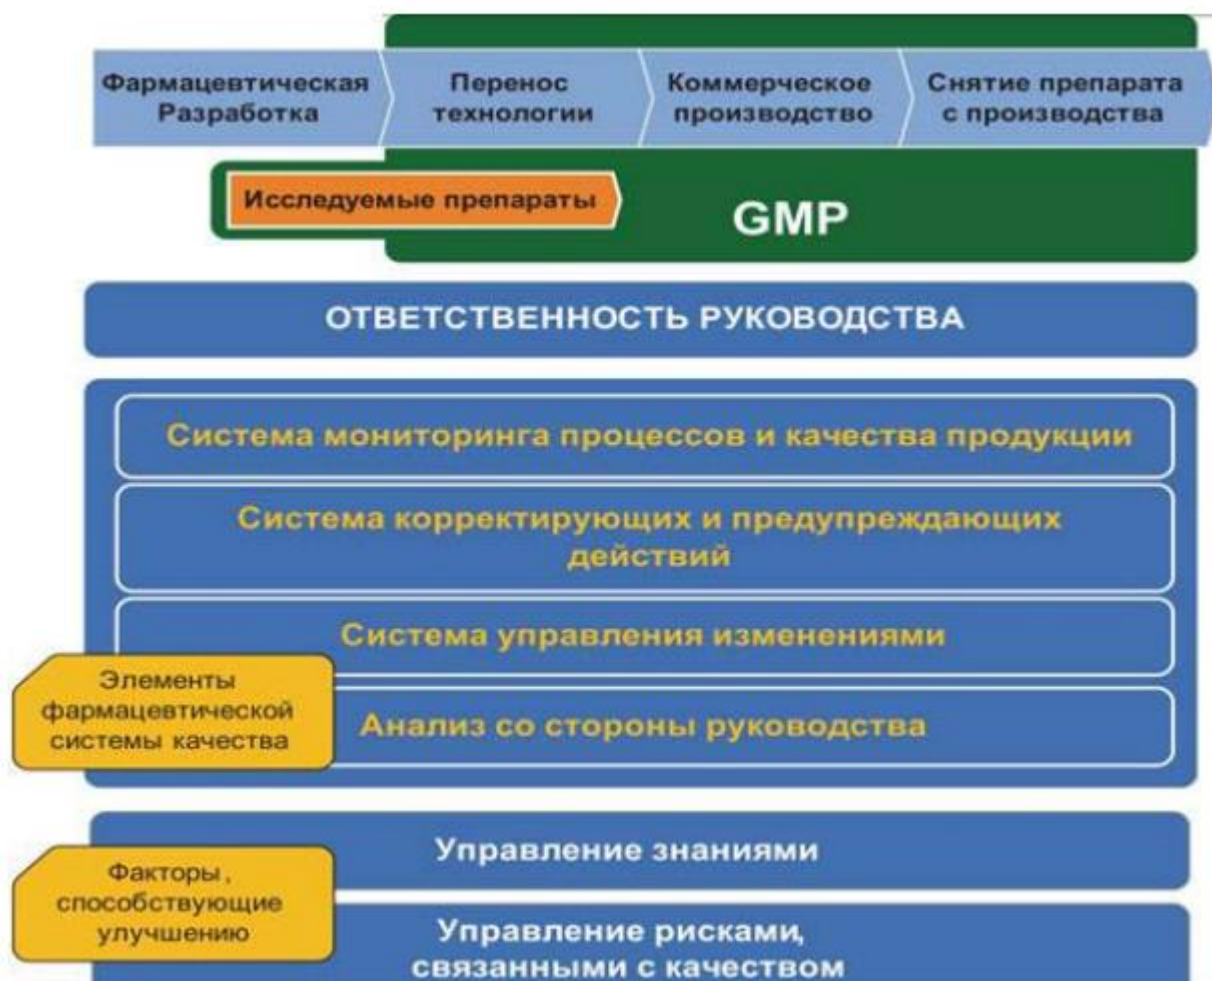 Фармацевтическая
Разработка
Перенос
технологии
Коммерческое
производство
Снятие препарата
с производства
Исследуемые препараты
GMP
ОТВЕТСТВЕННОСТЬ РУКОВОДСТВА
Система мониторинга процессов и качества продукции
Система корректирующих и предупреждающих
действий
Система управления изменениями
Элементы
фармацевтической
системы качества
Анализ со стороны руководства
Управление знаниями
Факторы,
способствующие
улучшению
Управление рисками,
связанными с качеством